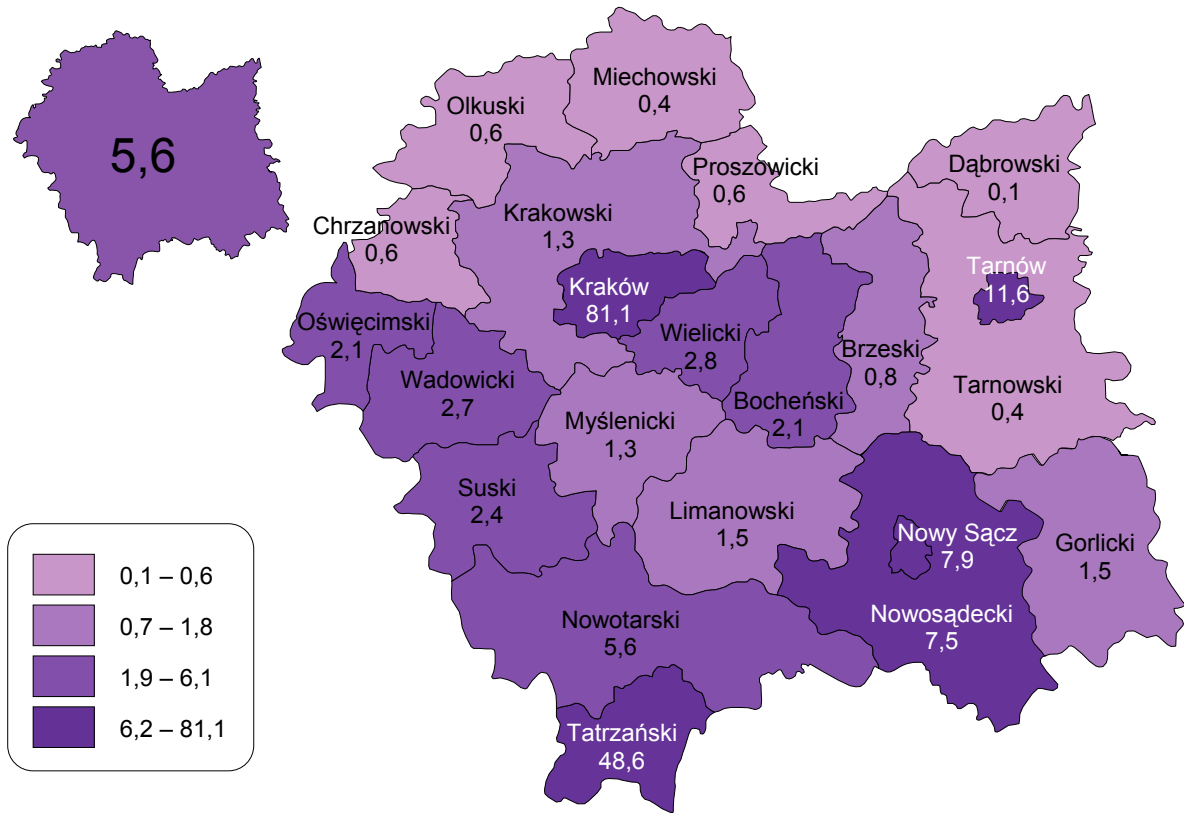 5,6
Miechowski
0,4
Olkuski
0,6
Proszowicki
0,6
Dąbrowski
0,1
Krakowski
1,3
Chrzanowski
0,6
Tarnów
11,6
Kraków
81,1
Oświęcimski
2,1
Wielicki
2,8
Brzeski
0,8
Wadowicki
2,7
Tarnowski
0,4
Bocheński
2,1
Myślenicki
1,3
Suski
2,4
Limanowski
1,5
Nowy Sącz
7,9
Gorlicki
1,5
Nowotarski
5,6
Nowosądecki
7,5
Tatrzański
48,6
0,1 – 0,6
0,7 – 1,8
1,9 – 6,1
6,2 – 81,1